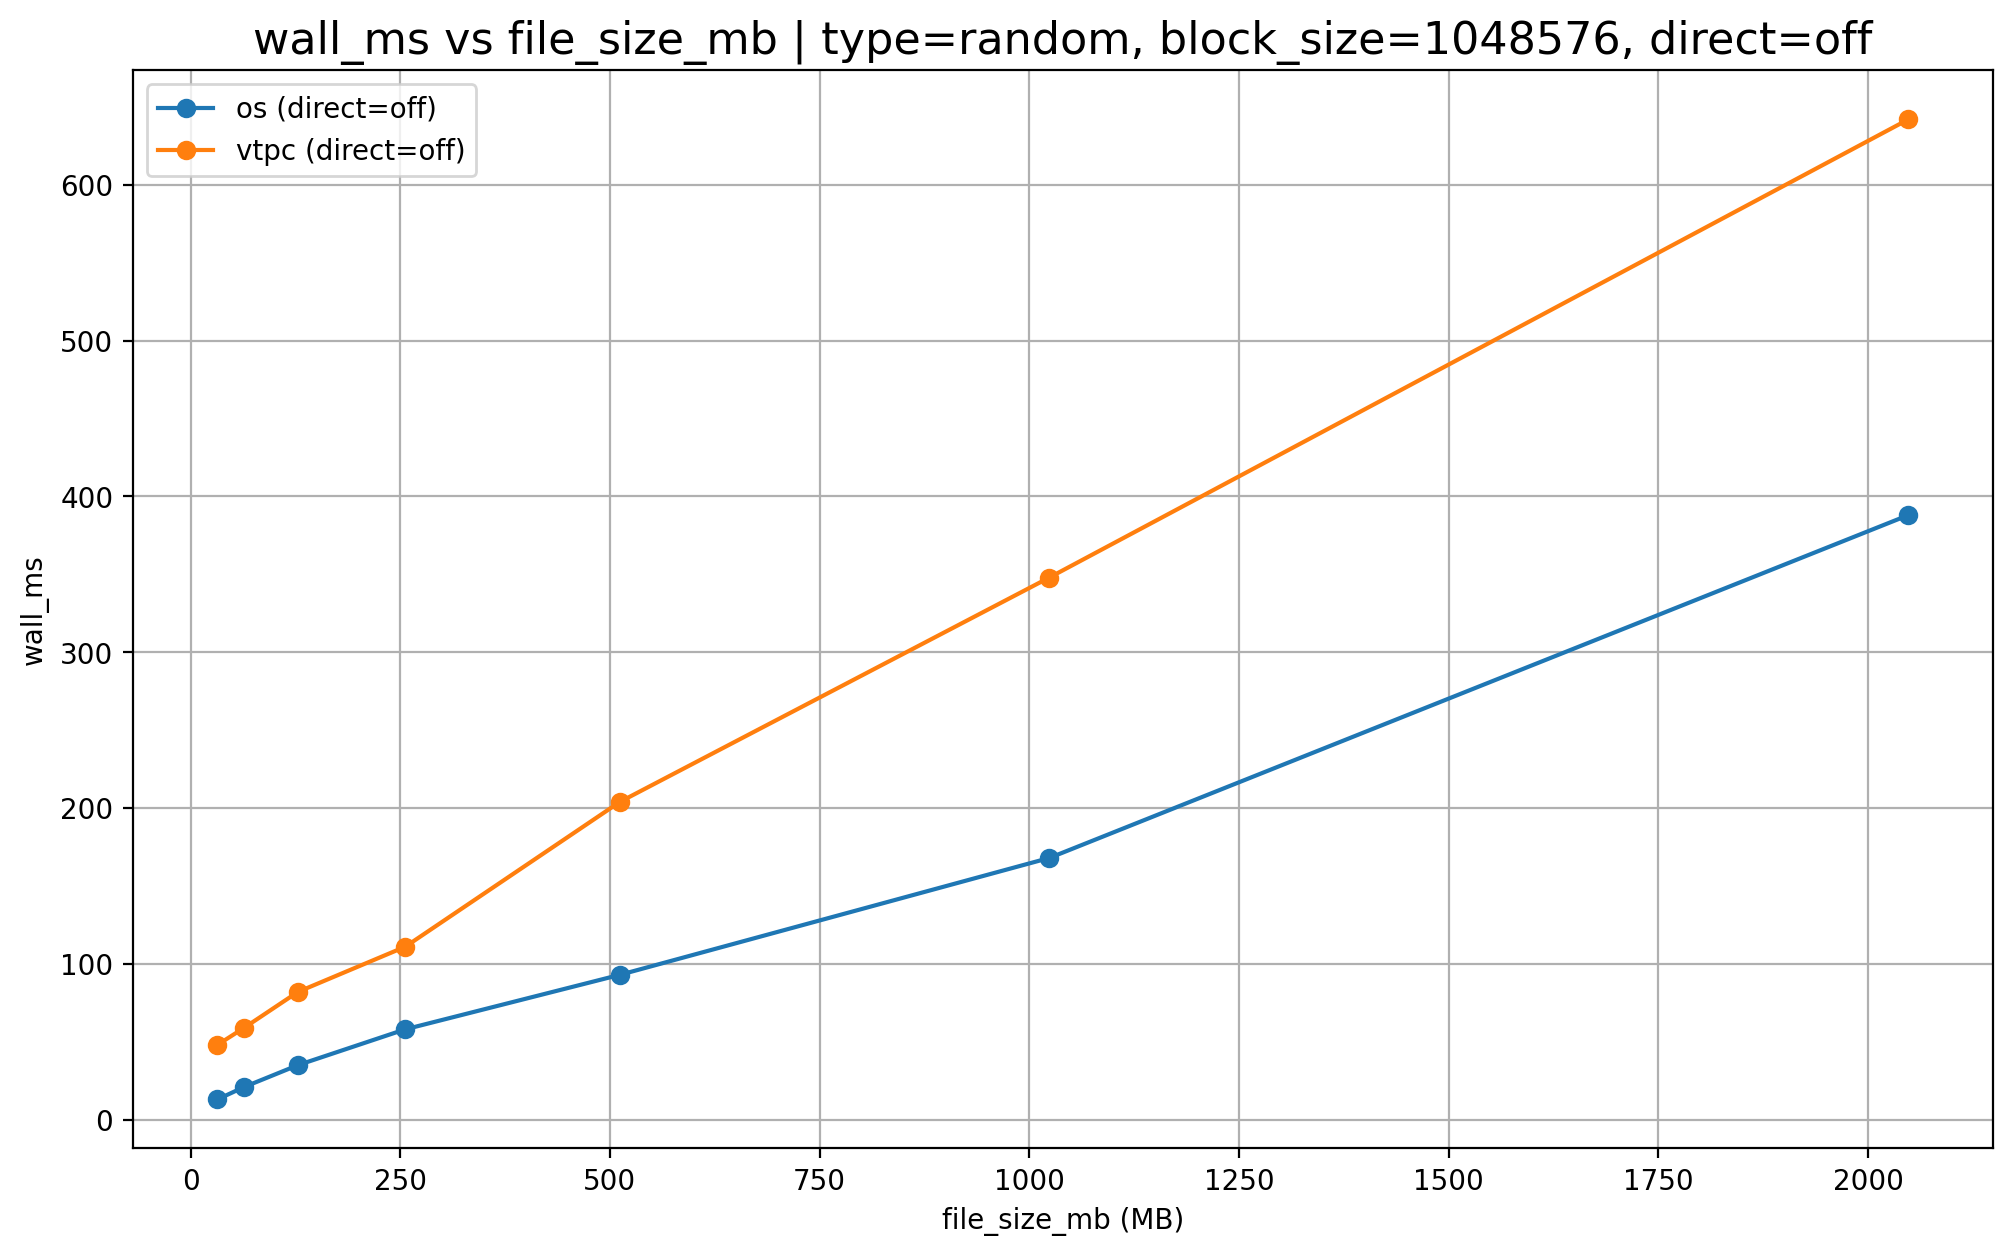 wall_ms vs file_size_mb | type=random, block_size=1048576, direct=off
os (direct=off)
vtpc (direct=off)
600
500
400
300
200
100
0
wall_ms
0 250 500 750 1000 1250 1500 1750 2000
file_size_mb (MB)